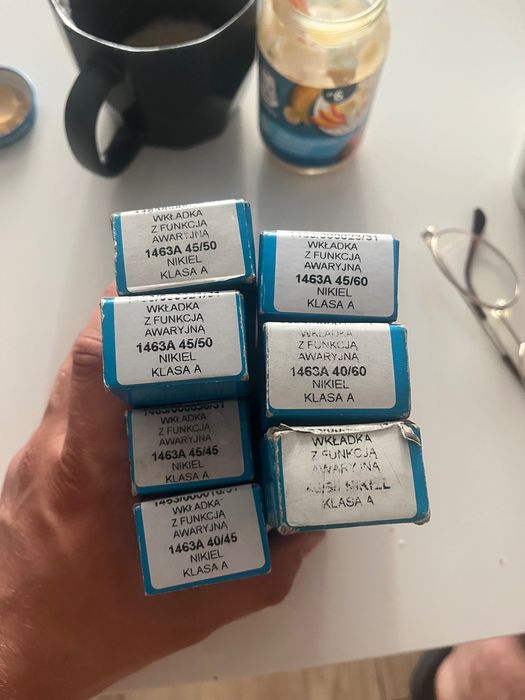 WKŁADKA
Z FUNKCJĄ
AWARYJNĄ
1463A 45/50
NIKIEL
KLASA A
WKŁADKA
Z FUNKCJĄ
AWARYJNĄ
1463A 45/60
NIKIEL
KLASA A
WKŁADKA
Z FUNKCJĄ
AWARYJNĄ
1463A 45/50
NIKIEL
KLASA A
WKŁADKA
Z FUNKCJĄ
AWARYJNĄ
1463A 40/60
NIKIEL
KLASA A
WKŁADKA
Z FUNKCJĄ
AWARYJNĄ
1463A 45/45
NIKIEL
KLASA A
WKŁADKA
Z FUNKCJĄ
AWARYJNĄ
NIKIEL
KLASA A
WKŁADKA
Z FUNKCJĄ
AWARYJNĄ
1463A 40/45
NIKIEL
KLASA A